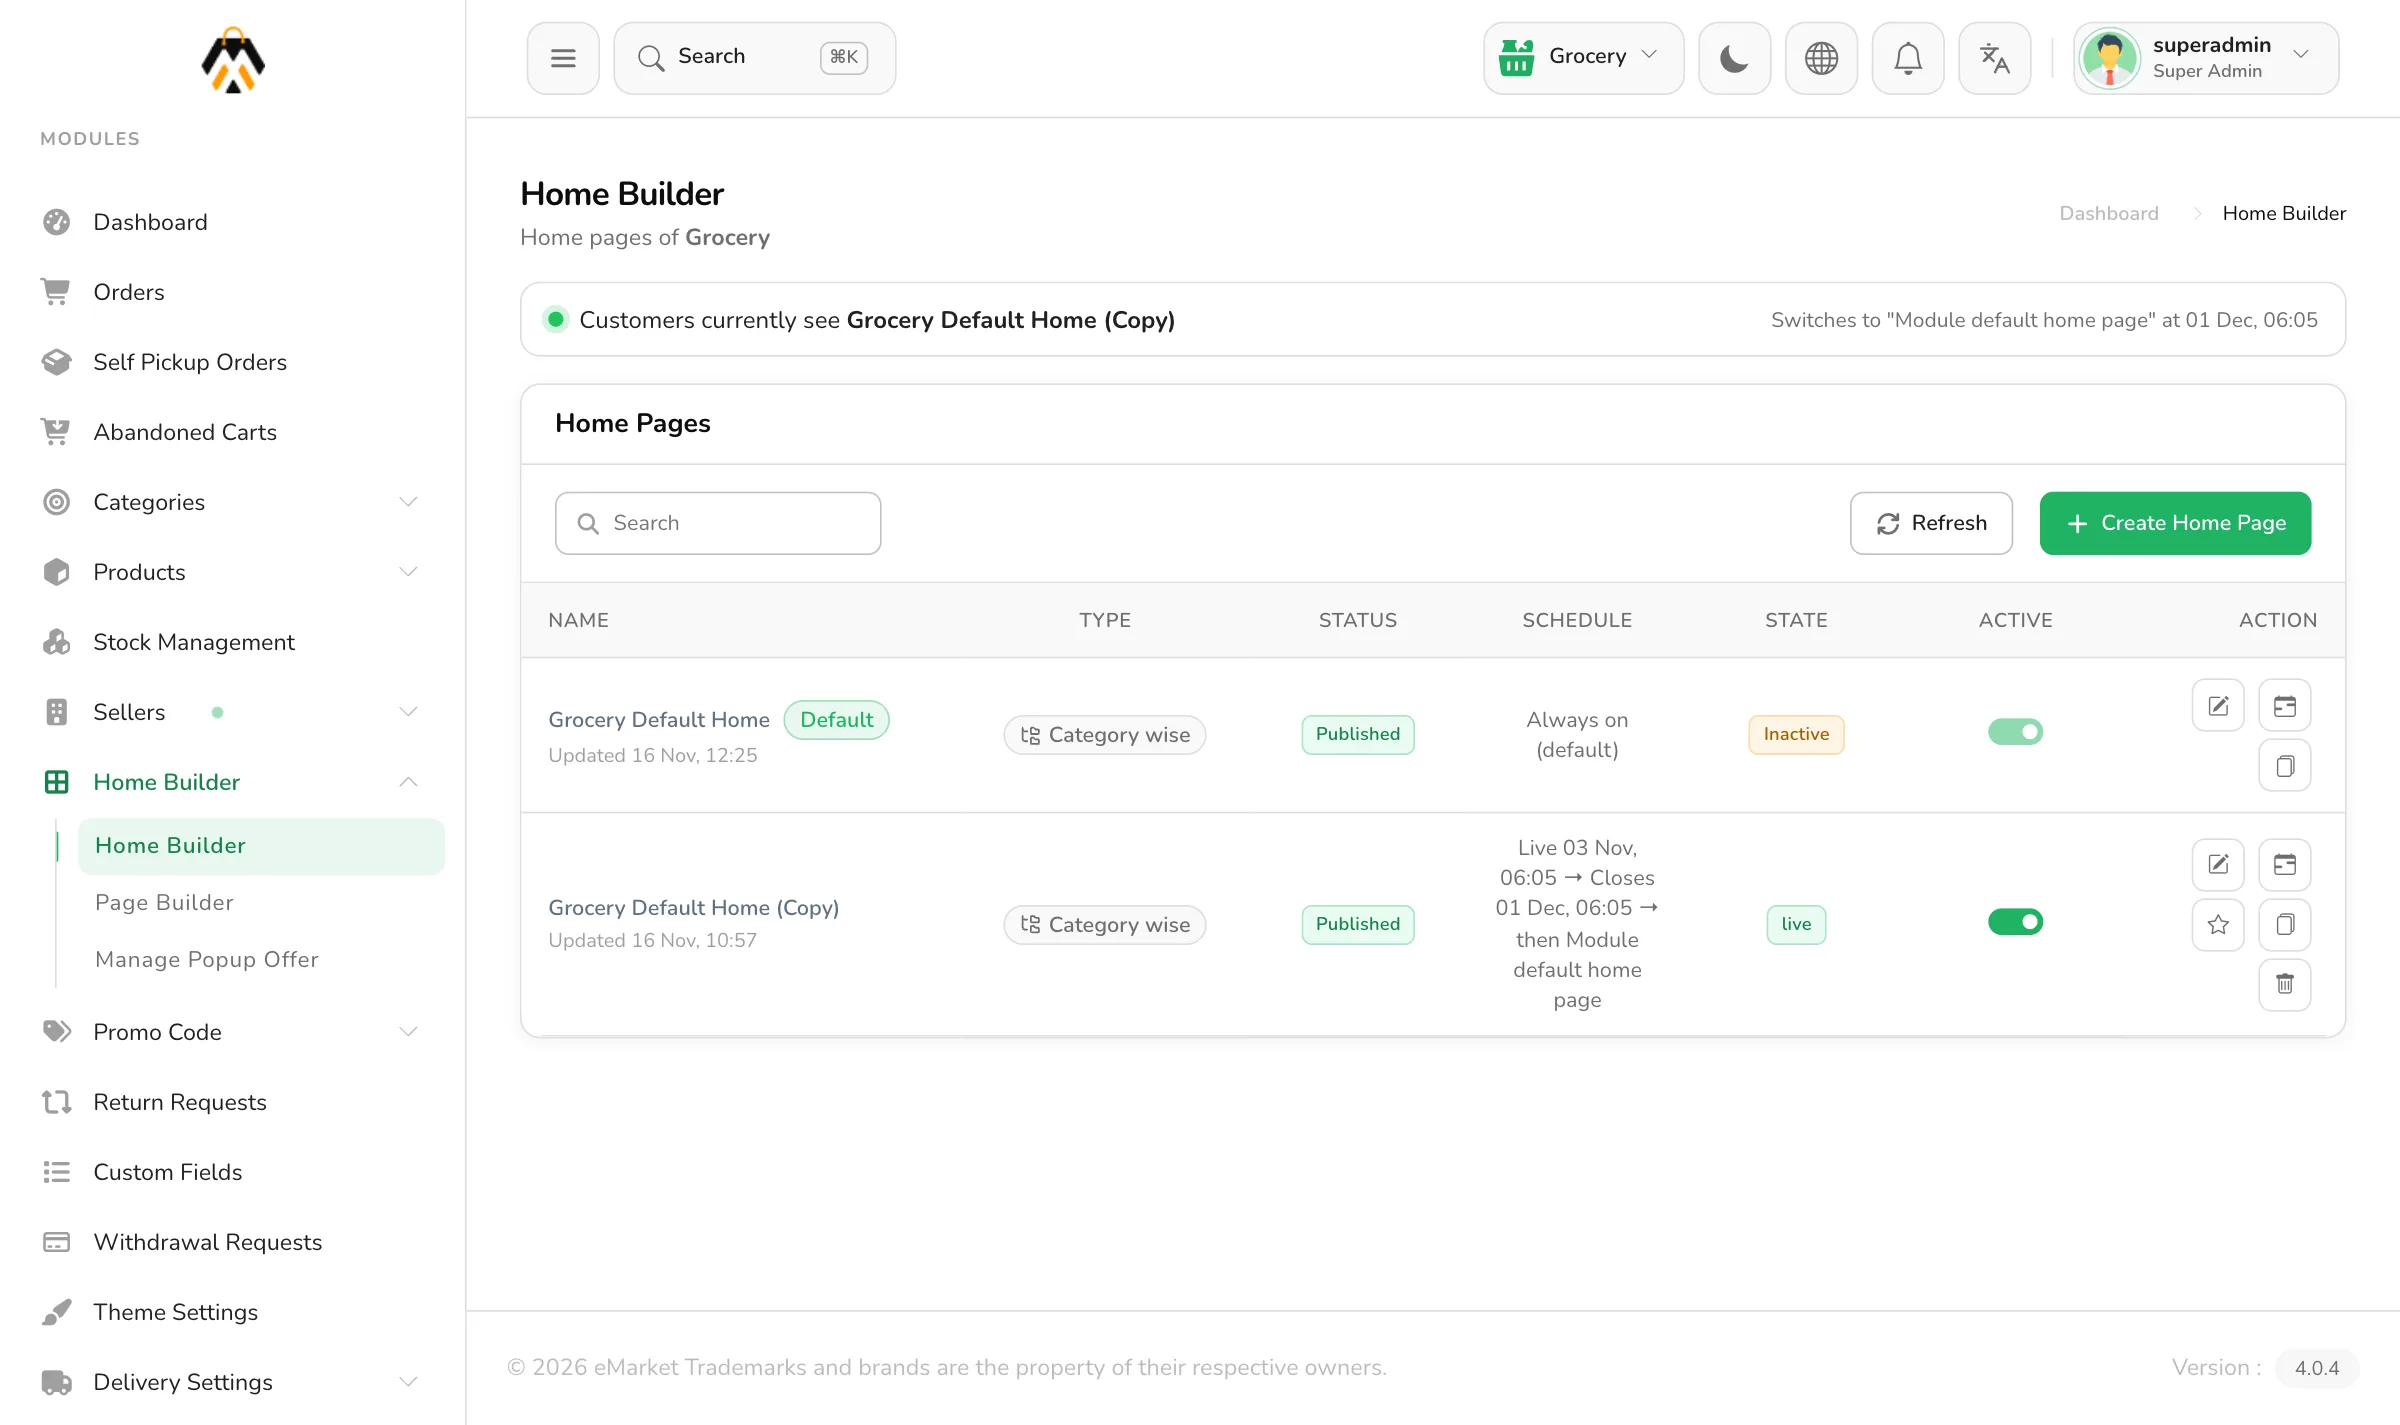 MODULES
Dashboard
Orders
Self Pickup Orders
Abandoned Carts
Categories
Products
Stock Management
Sellers
Home Builder
Home Builder
Page Builder
Manage Popup Offer
Promo Code
Return Requests
Custom Fields
Withdrawal Requests
Theme Settings
Delivery Settings
Search ⌘K
Grocery
superadmin
Super Admin
Home Builder
Home pages of Grocery
Dashboard Home Builder
Customers currently see Grocery Default Home (Copy)
Switches to "Module default home page" at 01 Dec, 06:05
Home Pages
Search
Refresh
Create Home Page
NAME TYPE STATUS SCHEDULE STATE ACTIVE ACTION
Grocery Default Home Default
Updated 16 Nov, 12:25
Category wise
Published
Always on
(default)
Inactive
Grocery Default Home (Copy)
Updated 16 Nov, 10:57
Category wise
Published
Live 03 Nov,
06:05 → Closes
01 Dec, 06:05 →
then Module
default home
page
live
© 2026 eMarket Trademarks and brands are the property of their respective owners.
Version : 4.0.4